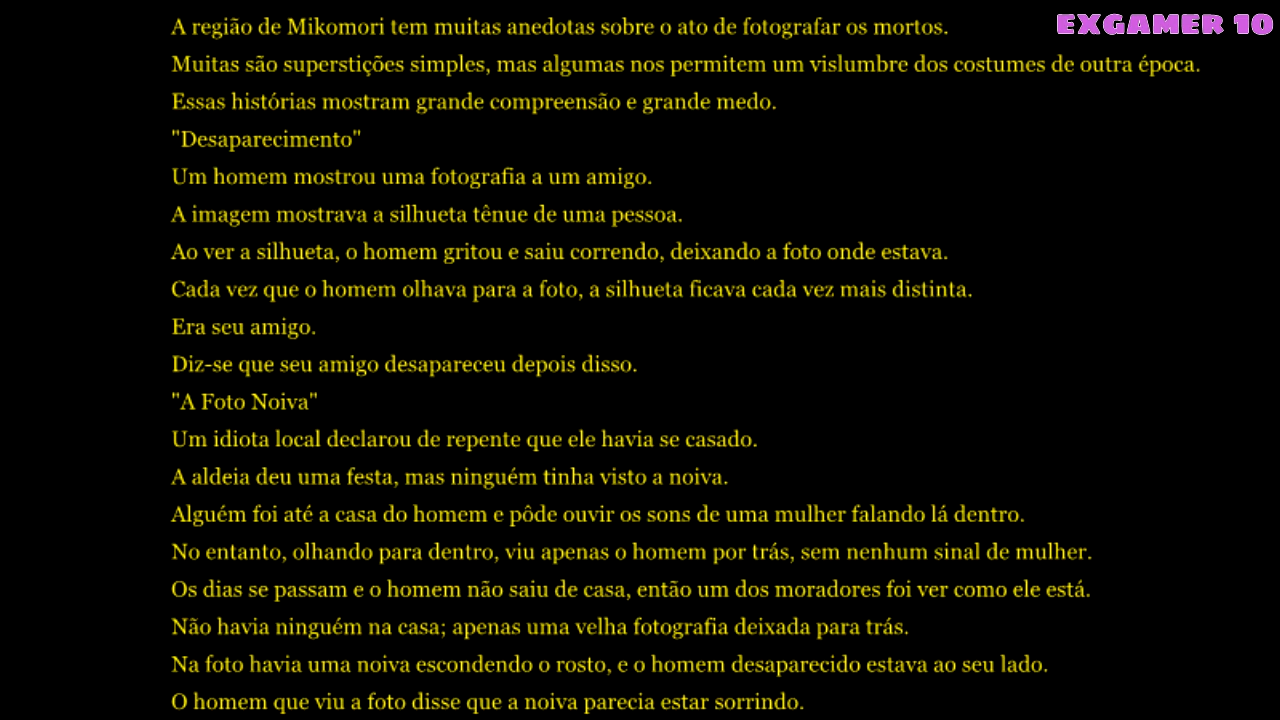 A região de Mikomori tem muitas anedotas sobre o ato de fotografar os mortos.
EXGAMER 10
Muitas são superstições simples, mas algumas nos permitem um vislumbre dos costumes de outra época.
Essas histórias mostram grande compreensão e grande medo.
"Desaparecimento"
Um homem mostrou uma fotografia a um amigo.
A imagem mostrava a silhueta tênue de uma pessoa.
Ao ver a silhueta, o homem gritou e saiu correndo, deixando a foto onde estava.
Cada vez que o homem olhava para a foto, a silhueta ficava cada vez mais distinta.
Era seu amigo.
Diz-se que seu amigo desapareceu depois disso.
"A Foto Noiva"
Um idiota local declarou de repente que ele havia se casado.
A aldeia deu uma festa, mas ninguém tinha visto a noiva.
Alguém foi até a casa do homem e pôde ouvir os sons de uma mulher falando lá dentro.
No entanto, olhando para dentro, viu apenas o homem por trás, sem nenhum sinal de mulher.
Os dias se passam e o homem não saiu de casa, então um dos moradores foi ver como ele está.
Não havia ninguém na casa; apenas uma velha fotografia deixada para trás.
Na foto havia uma noiva escondendo o rosto, e o homem desaparecido estava ao seu lado.
O homem que viu a foto disse que a noiva parecia estar sorrindo.